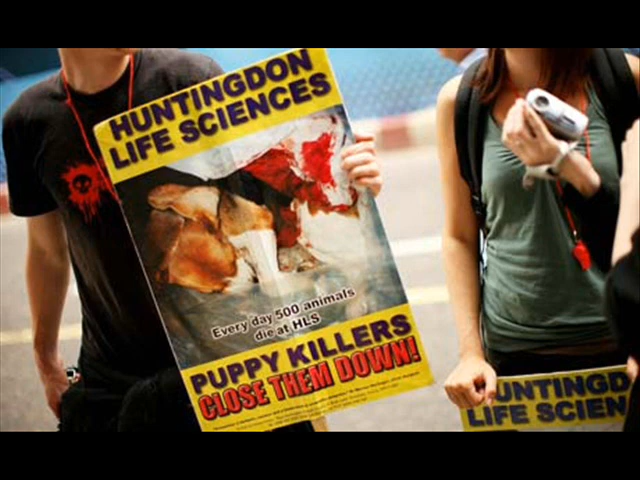 HUNTINGDON
LIFE SCIENCES
Every day 500 animals
die at HLS
PUPPY KILLERS
CLOSE THEM DOWN!
HUNTINGD
LIFE SCIEN